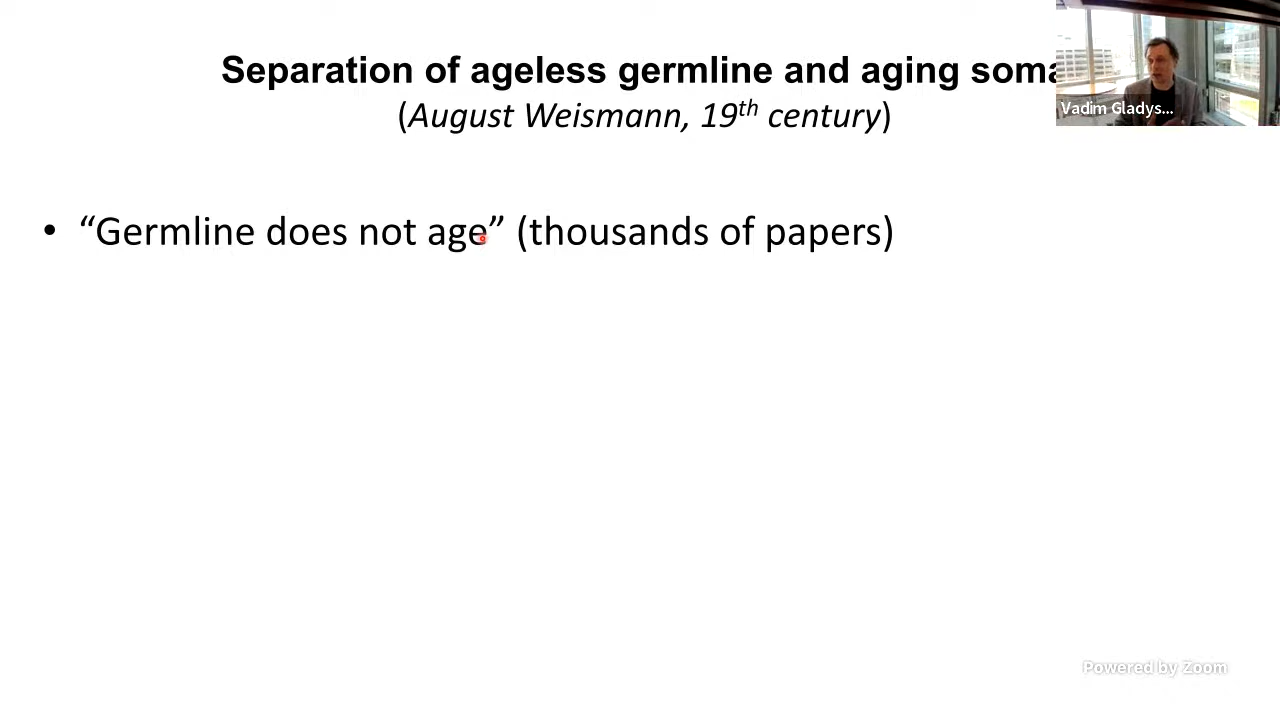 Separation of ageless germline and aging soma
(August Weismann, 19th century)
Vadim Gladys...
• “Germline does not age” (thousands of papers)
Powered by Zoom